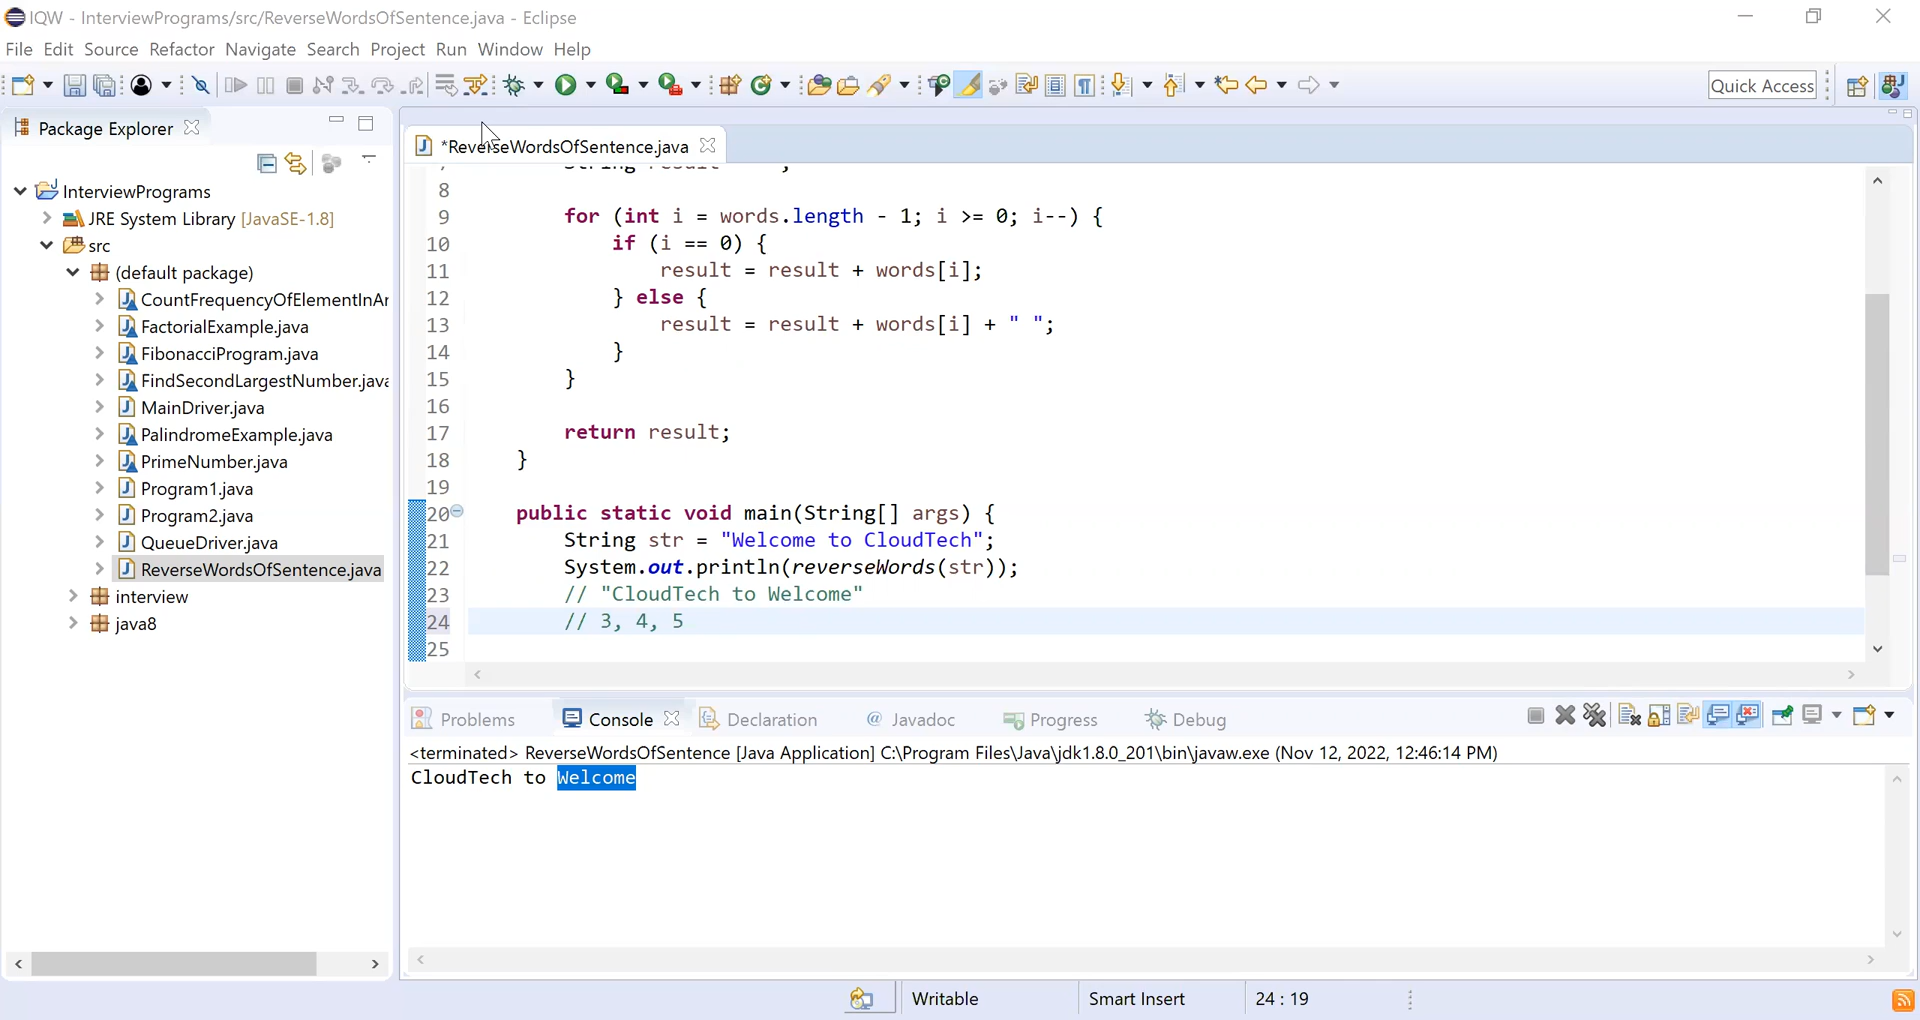 IQW - InterviewPrograms/src/ReverseWordsOfSentence.java - Eclipse
File Edit Source Refactor Navigate Search Project Run Window Help
Quick Access
Package Explorer
InterviewPrograms
JRE System Library [JavaSE-1.8]
src
(default package)
CountFrequencyOfElementInAr
FactorialExample.java
FibonacciProgram.java
FindSecondLargestNumber.java
MainDriver.java
PalindromeExample.java
PrimeNumber.java
Program1.java
Program2.java
QueueDriver.java
ReverseWordsOfSentence.java
interview
java8
*ReverseWordsOfSentence.java
8
9 for (int i = words.length - 1; i >= 0; i--) {
10 if (i == 0) {
11 result = result + words[i];
12 } else {
13 result = result + words[i] + " ";
14 }
15 }
16
17 return result;
18 }
19
20 public static void main(String[] args) {
21 String str = "Welcome to CloudTech";
22 System.out.println(reverseWords(str));
23 // "CloudTech to Welcome"
24 // 3, 4, 5
25
Problems Console Declaration @ Javadoc Progress Debug
<terminated> ReverseWordsOfSentence [Java Application] C:\Program Files\Java\jdk1.8.0_201\bin\javaw.exe (Nov 12, 2022, 12:46:14 PM)
CloudTech to Welcome
Writable Smart Insert 24 : 19